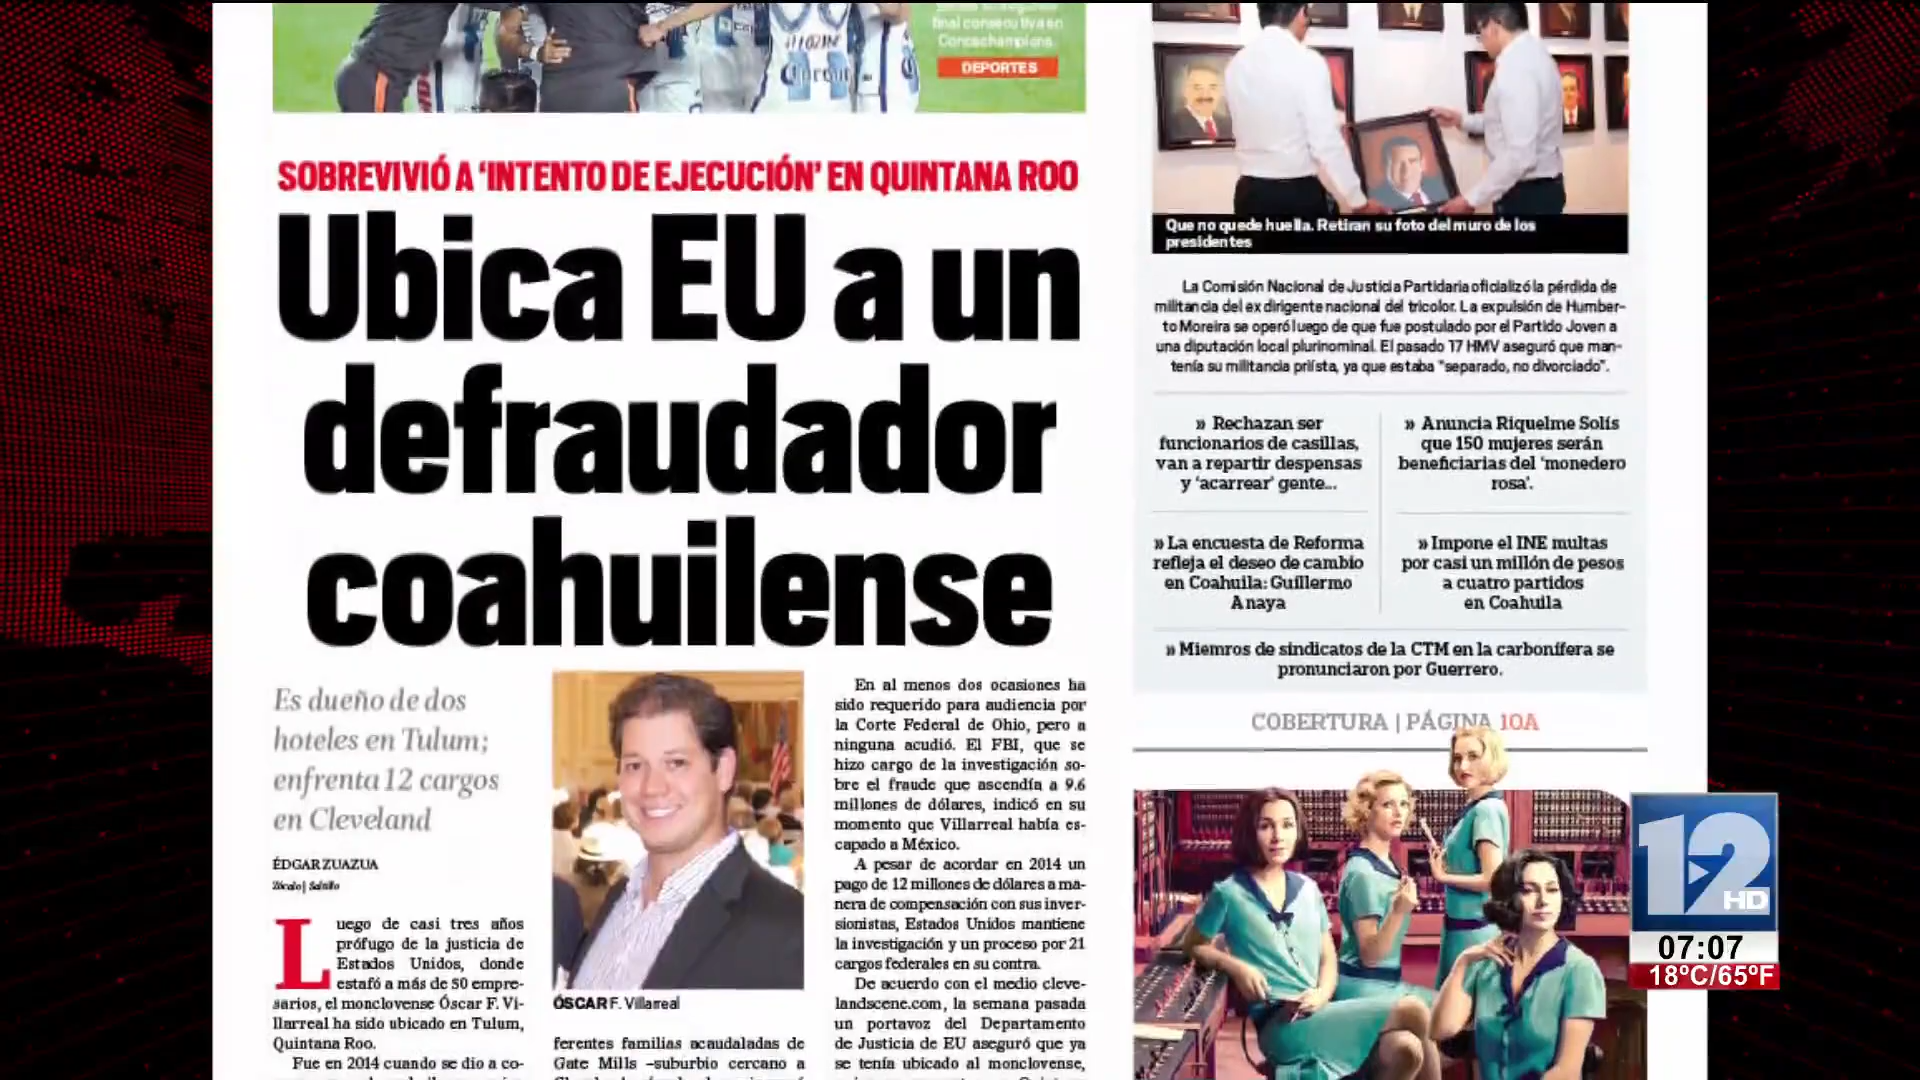 final consecutiva en
Concachampions.
DEPORTES
SOBREVIVIÓ A ‘INTENTO DE EJECUCIÓN’ EN QUINTANA ROO
Ubica EU a un
defraudador
coahuilense
Es dueño de dos
hoteles en Tulum;
enfrenta 12 cargos
en Cleveland
ÉDGAR ZUAZUA
Zócalo | Saltillo
Luego de casi tres años
prófugo de la justicia de
Estados Unidos, donde
estafó a más de 50 empre-
sarios, el monclovense Óscar F. Vi-
llarreal ha sido ubicado en Tulum,
Quintana Roo.
Fue en 2014 cuando se dio a co-
ÓSCAR F. Villarreal
ferentes familias acaudaladas de
Gate Mills –suburbio cercano a
En al menos dos ocasiones ha
sido requerido para audiencia por
la Corte Federal de Ohio, pero a
ninguna acudió. El FBI, que se
hizo cargo de la investigación so-
bre el fraude que ascendía a 9.6
millones de dólares, indicó en su
momento que Villarreal había es-
capado a México.
A pesar de acordar en 2014 un
pago de 12 millones de dólares a ma-
nera de compensación con sus inver-
sionistas, Estados Unidos mantiene
la investigación y un proceso por 21
cargos federales en su contra.
De acuerdo con el medio cleve-
landscene.com, la semana pasada
un portavoz del Departamento
de Justicia de EU aseguró que ya
se tenía ubicado al monclovense,
Que no quede huella. Retiran su foto del muro de los
presidentes
La Comisión Nacional de Justicia Partidaria oficializó la pérdida de
militancia del ex dirigente nacional del tricolor. La expulsión de Humber-
to Moreira se operó luego de que fue postulado por el Partido Joven a
una diputación local plurinominal. El pasado 17 HMV aseguró que man-
tenía su militancia priísta, ya que estaba "separado, no divorciado".
» Rechazan ser
funcionarios de casillas,
van a repartir despensas
y ‘acarrear’ gente...
» Anuncia Riquelme Solís
que 150 mujeres serán
beneficiarias del ‘monedero
rosa’.
» La encuesta de Reforma
refleja el deseo de cambio
en Coahuila: Guillermo
Anaya
» Impone el INE multas
por casi un millón de pesos
a cuatro partidos
en Coahuila
» Miemros de sindicatos de la CTM en la carbonífera se
pronunciaron por Guerrero.
COBERTURA | PÁGINA 10A
12
HD
07:07
18ºC/65ºF